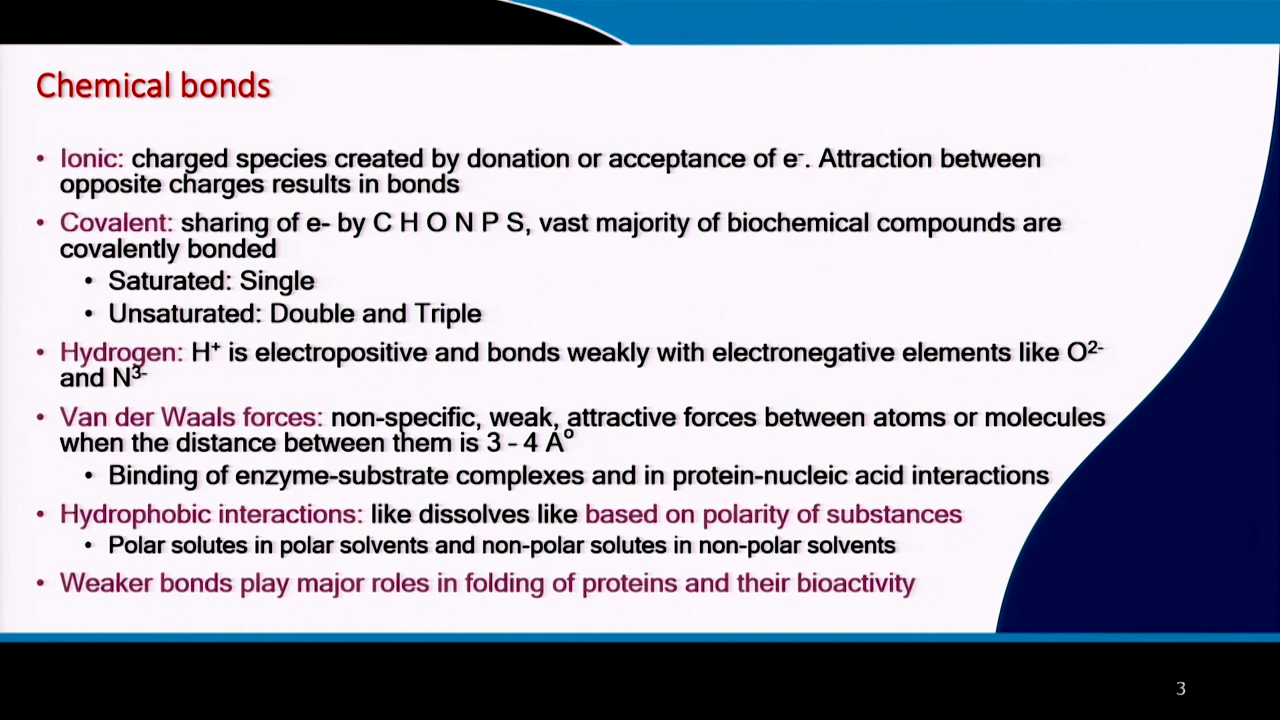 Chemical bonds
• Ionic: charged species created by donation or acceptance of e⁻. Attraction between
opposite charges results in bonds
• Covalent: sharing of e- by C H O N P S, vast majority of biochemical compounds are
covalently bonded
• Saturated: Single
• Unsaturated: Double and Triple
• Hydrogen: H⁺ is electropositive and bonds weakly with electronegative elements like O²⁻
and N³⁻
• Van der Waals forces: non-specific, weak, attractive forces between atoms or molecules
when the distance between them is 3 – 4 Aº
• Binding of enzyme-substrate complexes and in protein-nucleic acid interactions
• Hydrophobic interactions: like dissolves like based on polarity of substances
• Polar solutes in polar solvents and non-polar solutes in non-polar solvents
• Weaker bonds play major roles in folding of proteins and their bioactivity
3